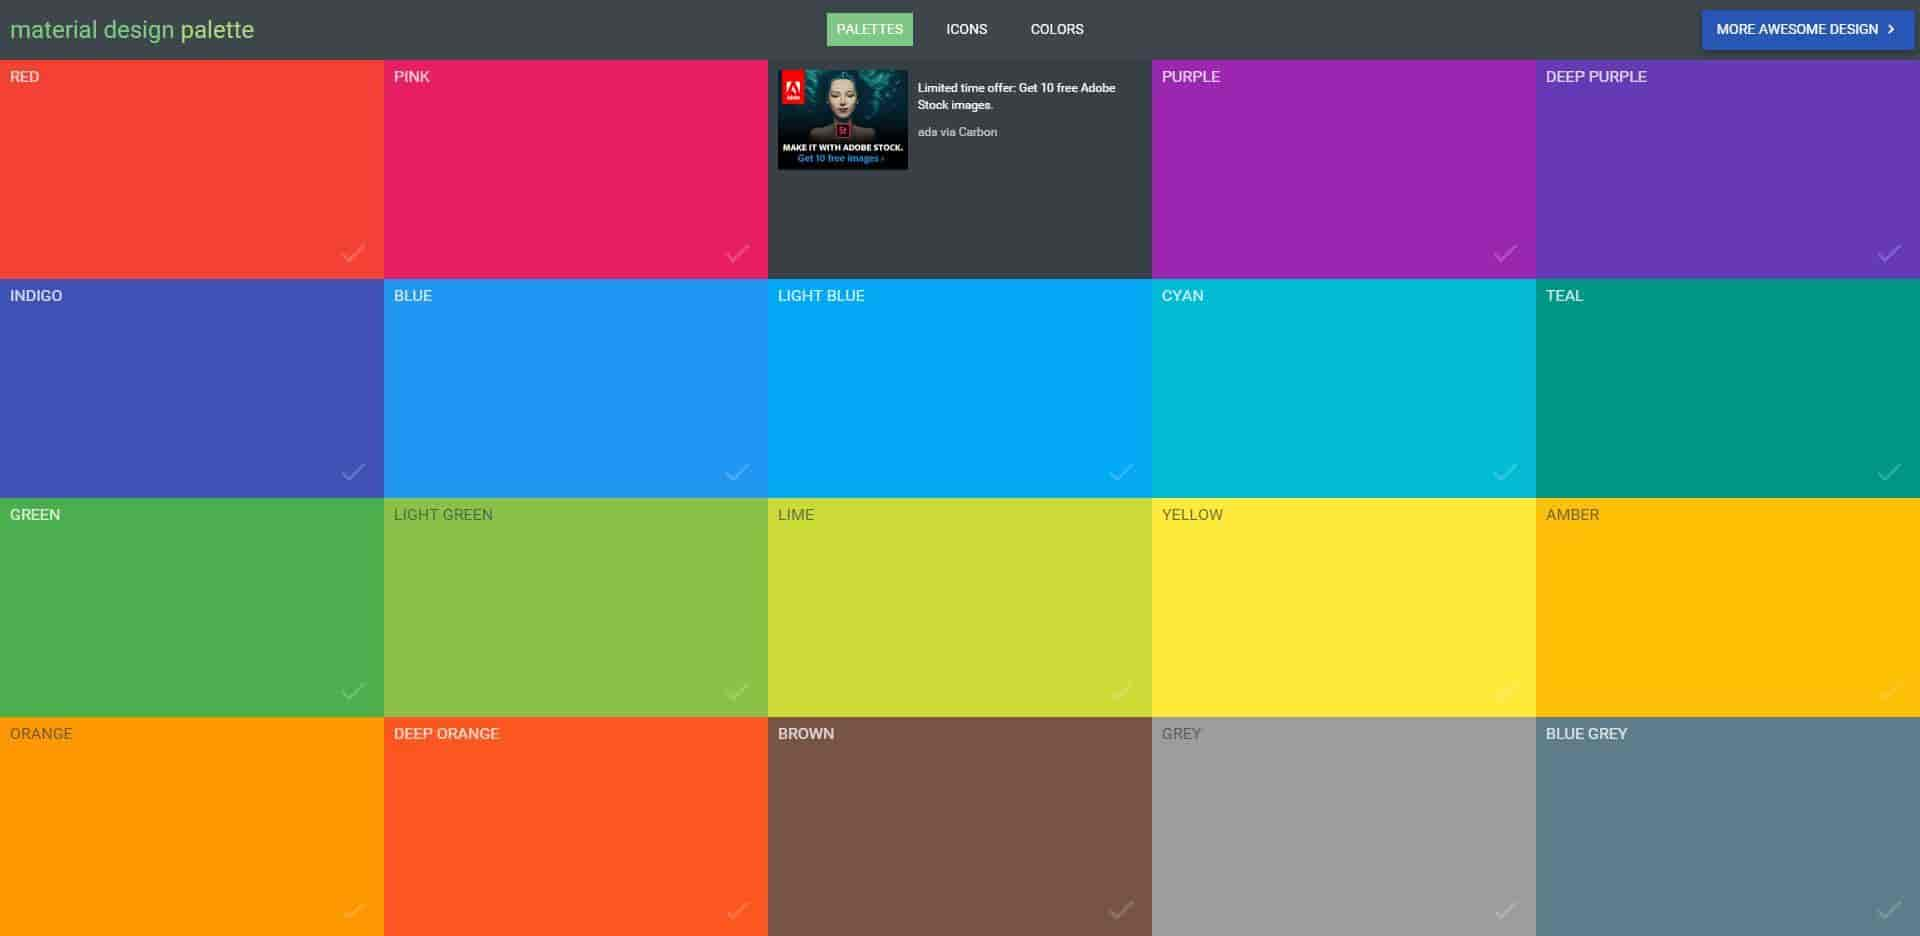 material design palette
PALETTES
ICONS
COLORS
MORE AWESOME DESIGN
RED
PINK
Adobe
St
MAKE IT WITH ADOBE STOCK.
Get 10 free images ›
Limited time offer: Get 10 free Adobe
Stock images.
ads via Carbon
PURPLE
DEEP PURPLE
INDIGO
BLUE
LIGHT BLUE
CYAN
TEAL
GREEN
LIGHT GREEN
LIME
YELLOW
AMBER
ORANGE
DEEP ORANGE
BROWN
GREY
BLUE GREY